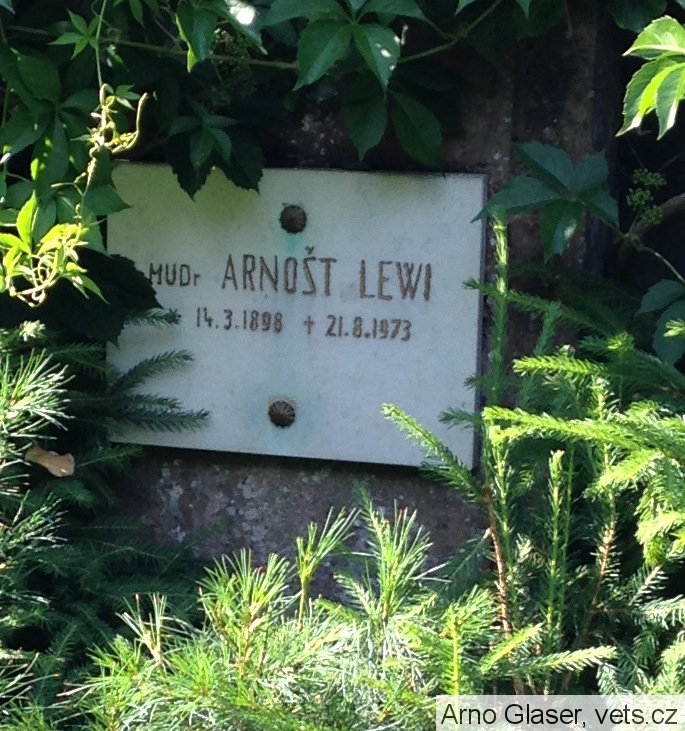 MUDr ARNOŠT LEWI
* 14.3.1898 ✝ 21.8.1973
Arno Glaser, vets.cz